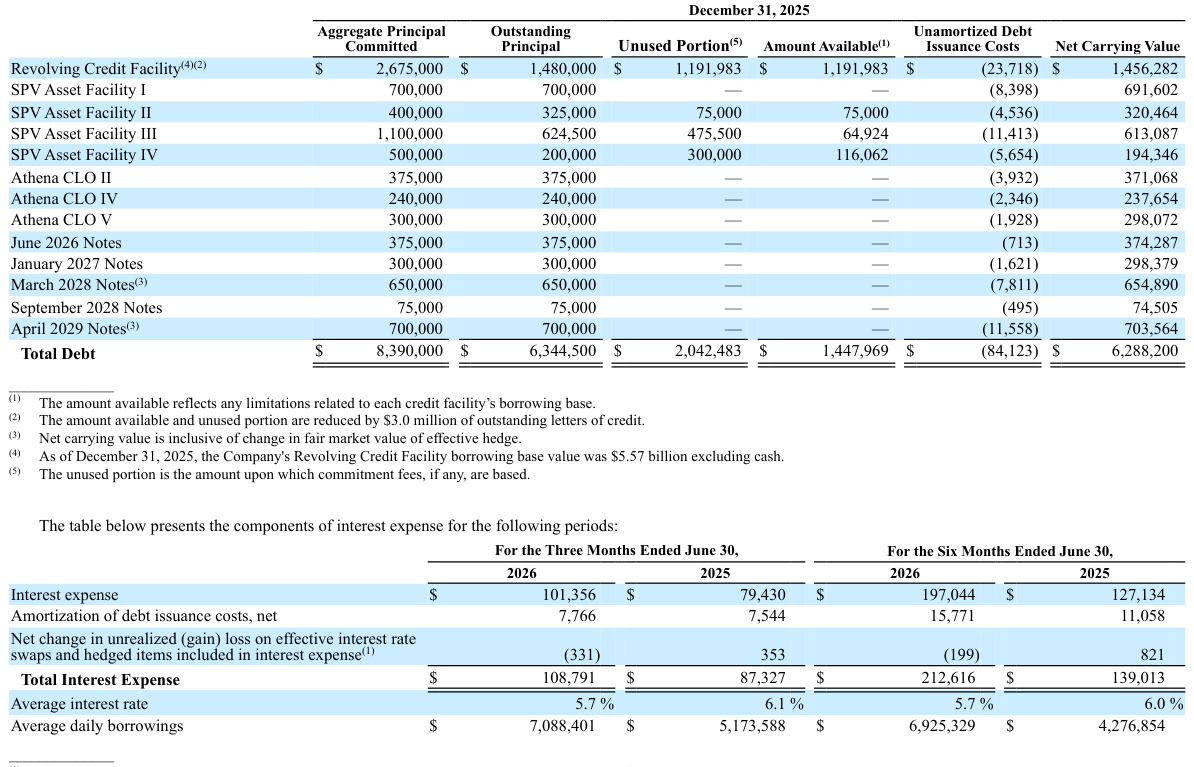 December 31, 2025
Aggregate Principal Committed Outstanding Principal Unused Portion(5) Amount Available(1) Unamortized Debt Issuance Costs Net Carrying Value
Revolving Credit Facility(4)(2) $ 2,675,000 $ 1,480,000 $ 1,191,983 $ 1,191,983 $ (23,718) $ 1,456,282
SPV Asset Facility I 700,000 700,000 — — (8,398) 691,602
SPV Asset Facility II 400,000 325,000 75,000 75,000 (4,536) 320,464
SPV Asset Facility III 1,100,000 624,500 475,500 64,924 (11,413) 613,087
SPV Asset Facility IV 500,000 200,000 300,000 116,062 (5,654) 194,346
Athena CLO II 375,000 375,000 — — (3,932) 371,068
Athena CLO IV 240,000 240,000 — — (2,346) 237,654
Athena CLO V 300,000 300,000 — — (1,928) 298,072
June 2026 Notes 375,000 375,000 — — (713) 374,287
January 2027 Notes 300,000 300,000 — — (1,621) 298,379
March 2028 Notes(3) 650,000 650,000 — — (7,811) 654,890
September 2028 Notes 75,000 75,000 — — (495) 74,505
April 2029 Notes(3) 700,000 700,000 — — (11,558) 703,564
Total Debt $ 8,390,000 $ 6,344,500 $ 2,042,483 $ 1,447,969 $ (84,123) $ 6,288,200
(1) The amount available reflects any limitations related to each credit facility’s borrowing base.
(2) The amount available and unused portion are reduced by $3.0 million of outstanding letters of credit.
(3) Net carrying value is inclusive of change in fair market value of effective hedge.
(4) As of December 31, 2025, the Company's Revolving Credit Facility borrowing base value was $5.57 billion excluding cash.
(5) The unused portion is the amount upon which commitment fees, if any, are based.
The table below presents the components of interest expense for the following periods:
For the Three Months Ended June 30, For the Six Months Ended June 30,
2026 2025 2026 2025
Interest expense $ 101,356 $ 79,430 $ 197,044 $ 127,134
Amortization of debt issuance costs, net 7,766 7,544 15,771 11,058
Net change in unrealized (gain) loss on effective interest rate
swaps and hedged items included in interest expense(1) (331) 353 (199) 821
Total Interest Expense $ 108,791 $ 87,327 $ 212,616 $ 139,013
Average interest rate 5.7 % 6.1 % 5.7 % 6.0 %
Average daily borrowings $ 7,088,401 $ 5,173,588 $ 6,925,329 $ 4,276,854